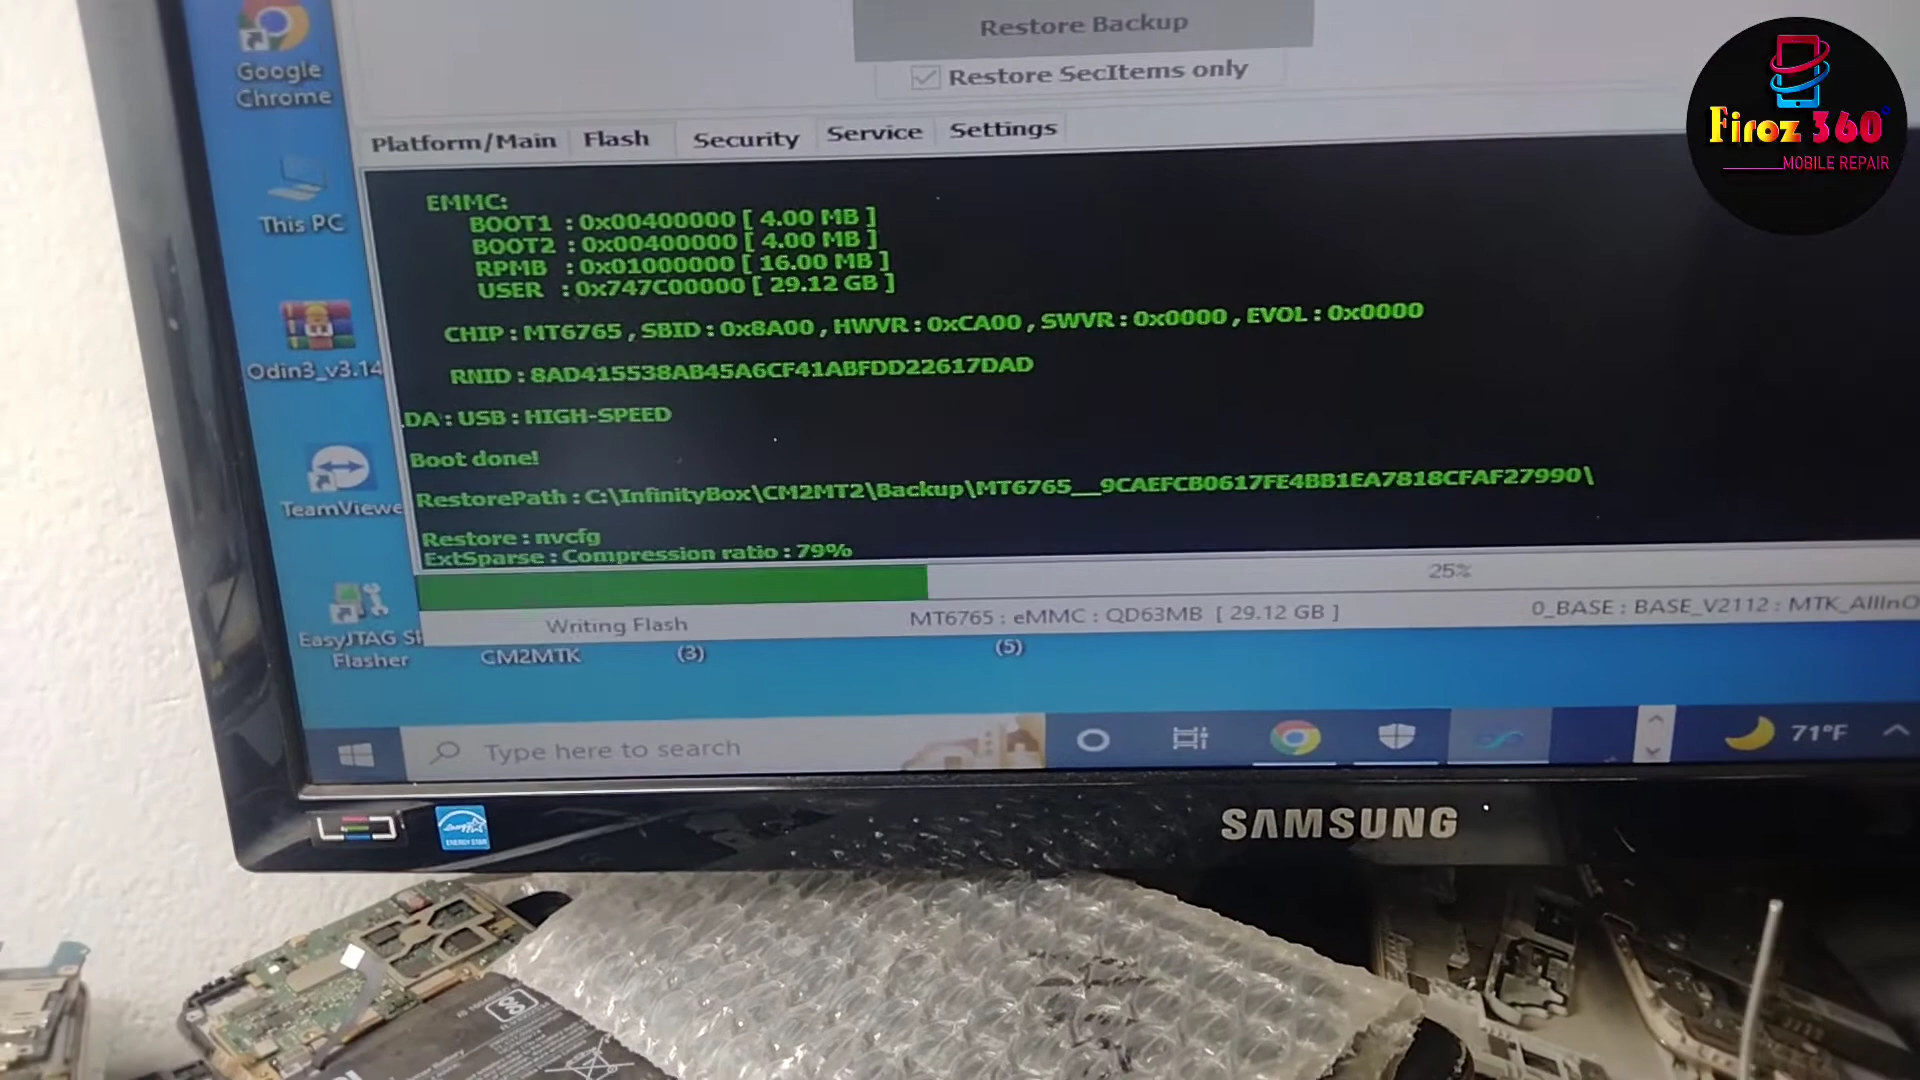 Restore Backup
Restore SecItems only
Google
Chrome
Firoz 360°
MOBILE REPAIR
Platform/Main Flash Security Service Settings
This PC
EMMC:
BOOT1 : 0x00400000 [ 4.00 MB ]
BOOT2 : 0x00400000 [ 4.00 MB ]
RPMB : 0x01000000 [ 16.00 MB ]
USER : 0x747C00000 [ 29.12 GB ]
CHIP : MT6765 , SBID : 0x8A00 , HWVR : 0xCA00 , SWVR : 0x0000 , EVOL : 0x0000
Odin3_v3.14
RNID : 8AD415538AB45A6CF41ABFDD22617DAD
DA : USB : HIGH-SPEED
Boot done!
TeamViewe
RestorePath : C:\InfinityBox\CM2MT2\Backup\MT6765__9CAEFCB0617FE4BB1EA7818CFAF27990\
Restore : nvcfg
ExtSparse : Compression ratio : 79%
25%
Writing Flash MT6765 : eMMC : QD63MB [ 29.12 GB ] 0_BASE : BASE_V2112 : MTK_AllInO
EasyJTAG Sl
Flasher
CM2MTK (3) (5)
Type here to search
71°F
SAMSUNG
ENERGY STAR